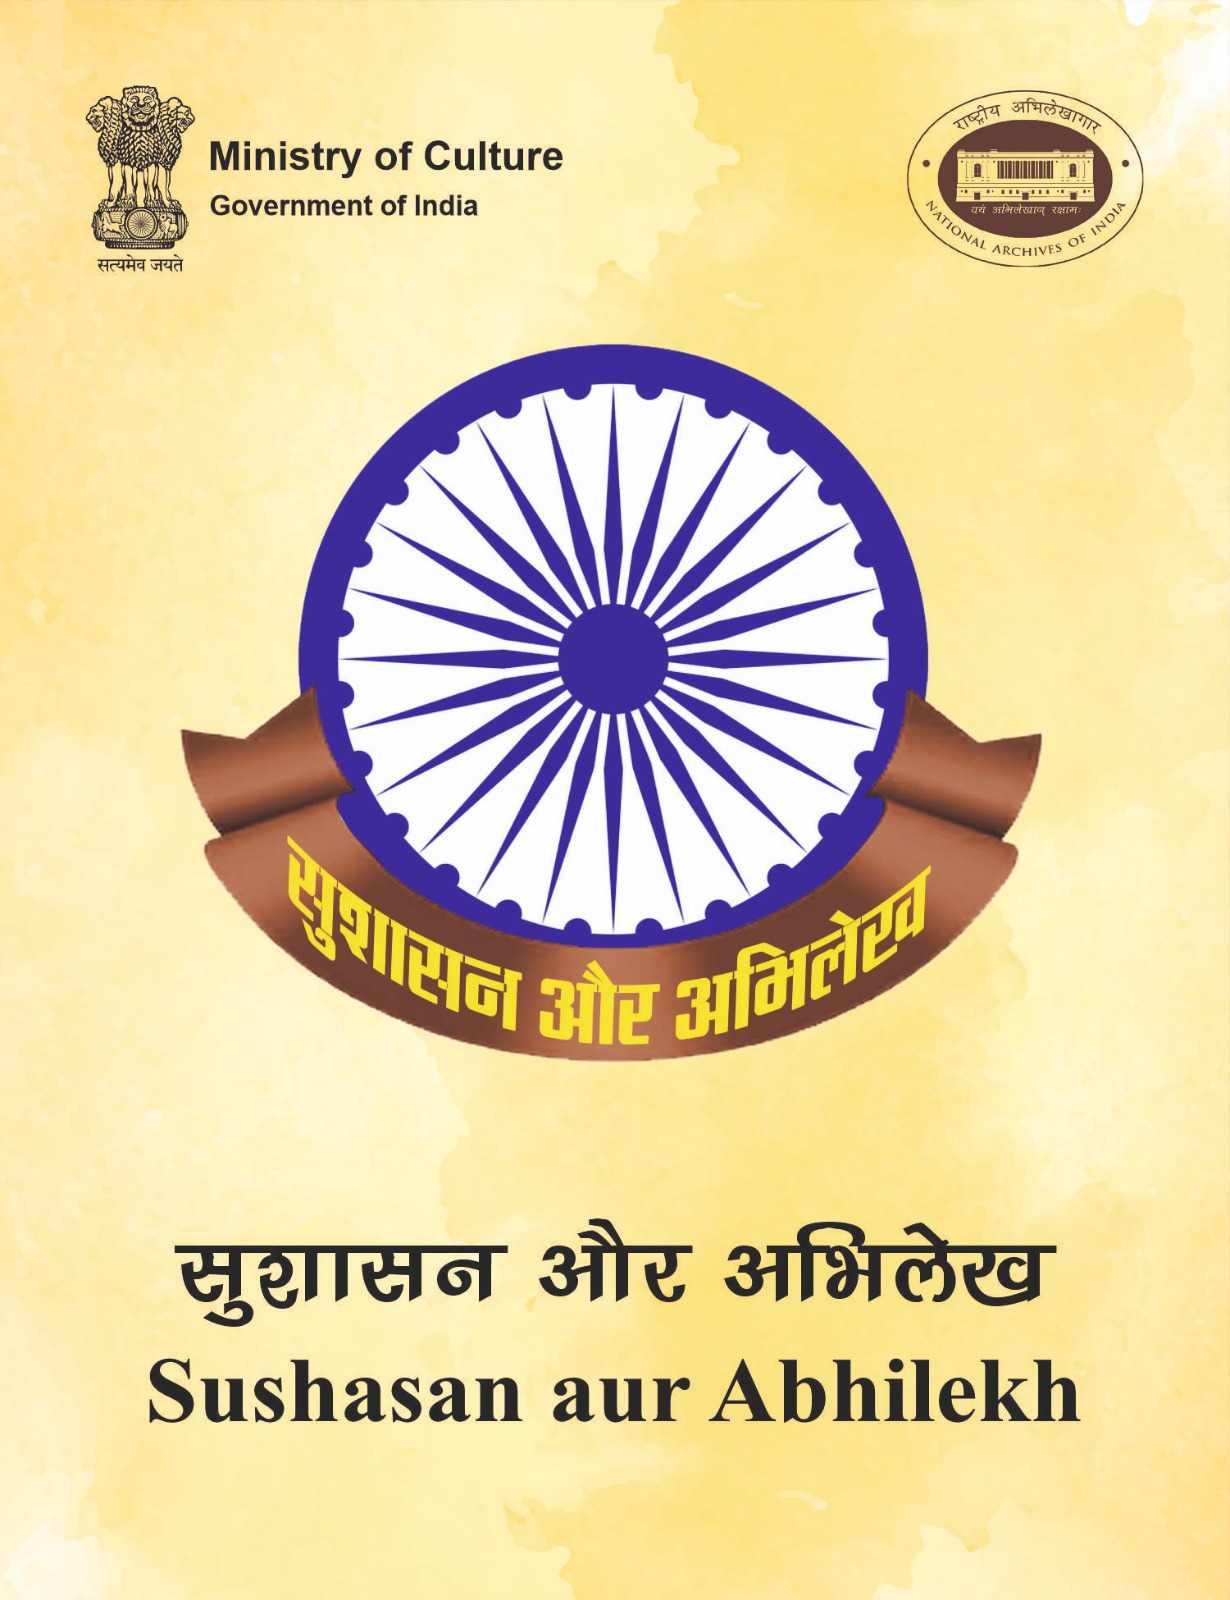 Ministry of Culture
Government of India
सत्यमेव जयते
राष्ट्रीय अभिलेखागार
वयं अभिलेखान् रक्षामः
NATIONAL ARCHIVES OF INDIA
सुशासन और अभिलेख
सुशासन और अभिलेख
Sushasan aur Abhilekh